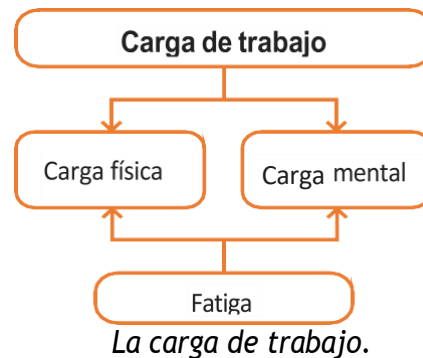 Carga de trabajo
Carga física
Carga mental
Fatiga
La carga de trabajo.